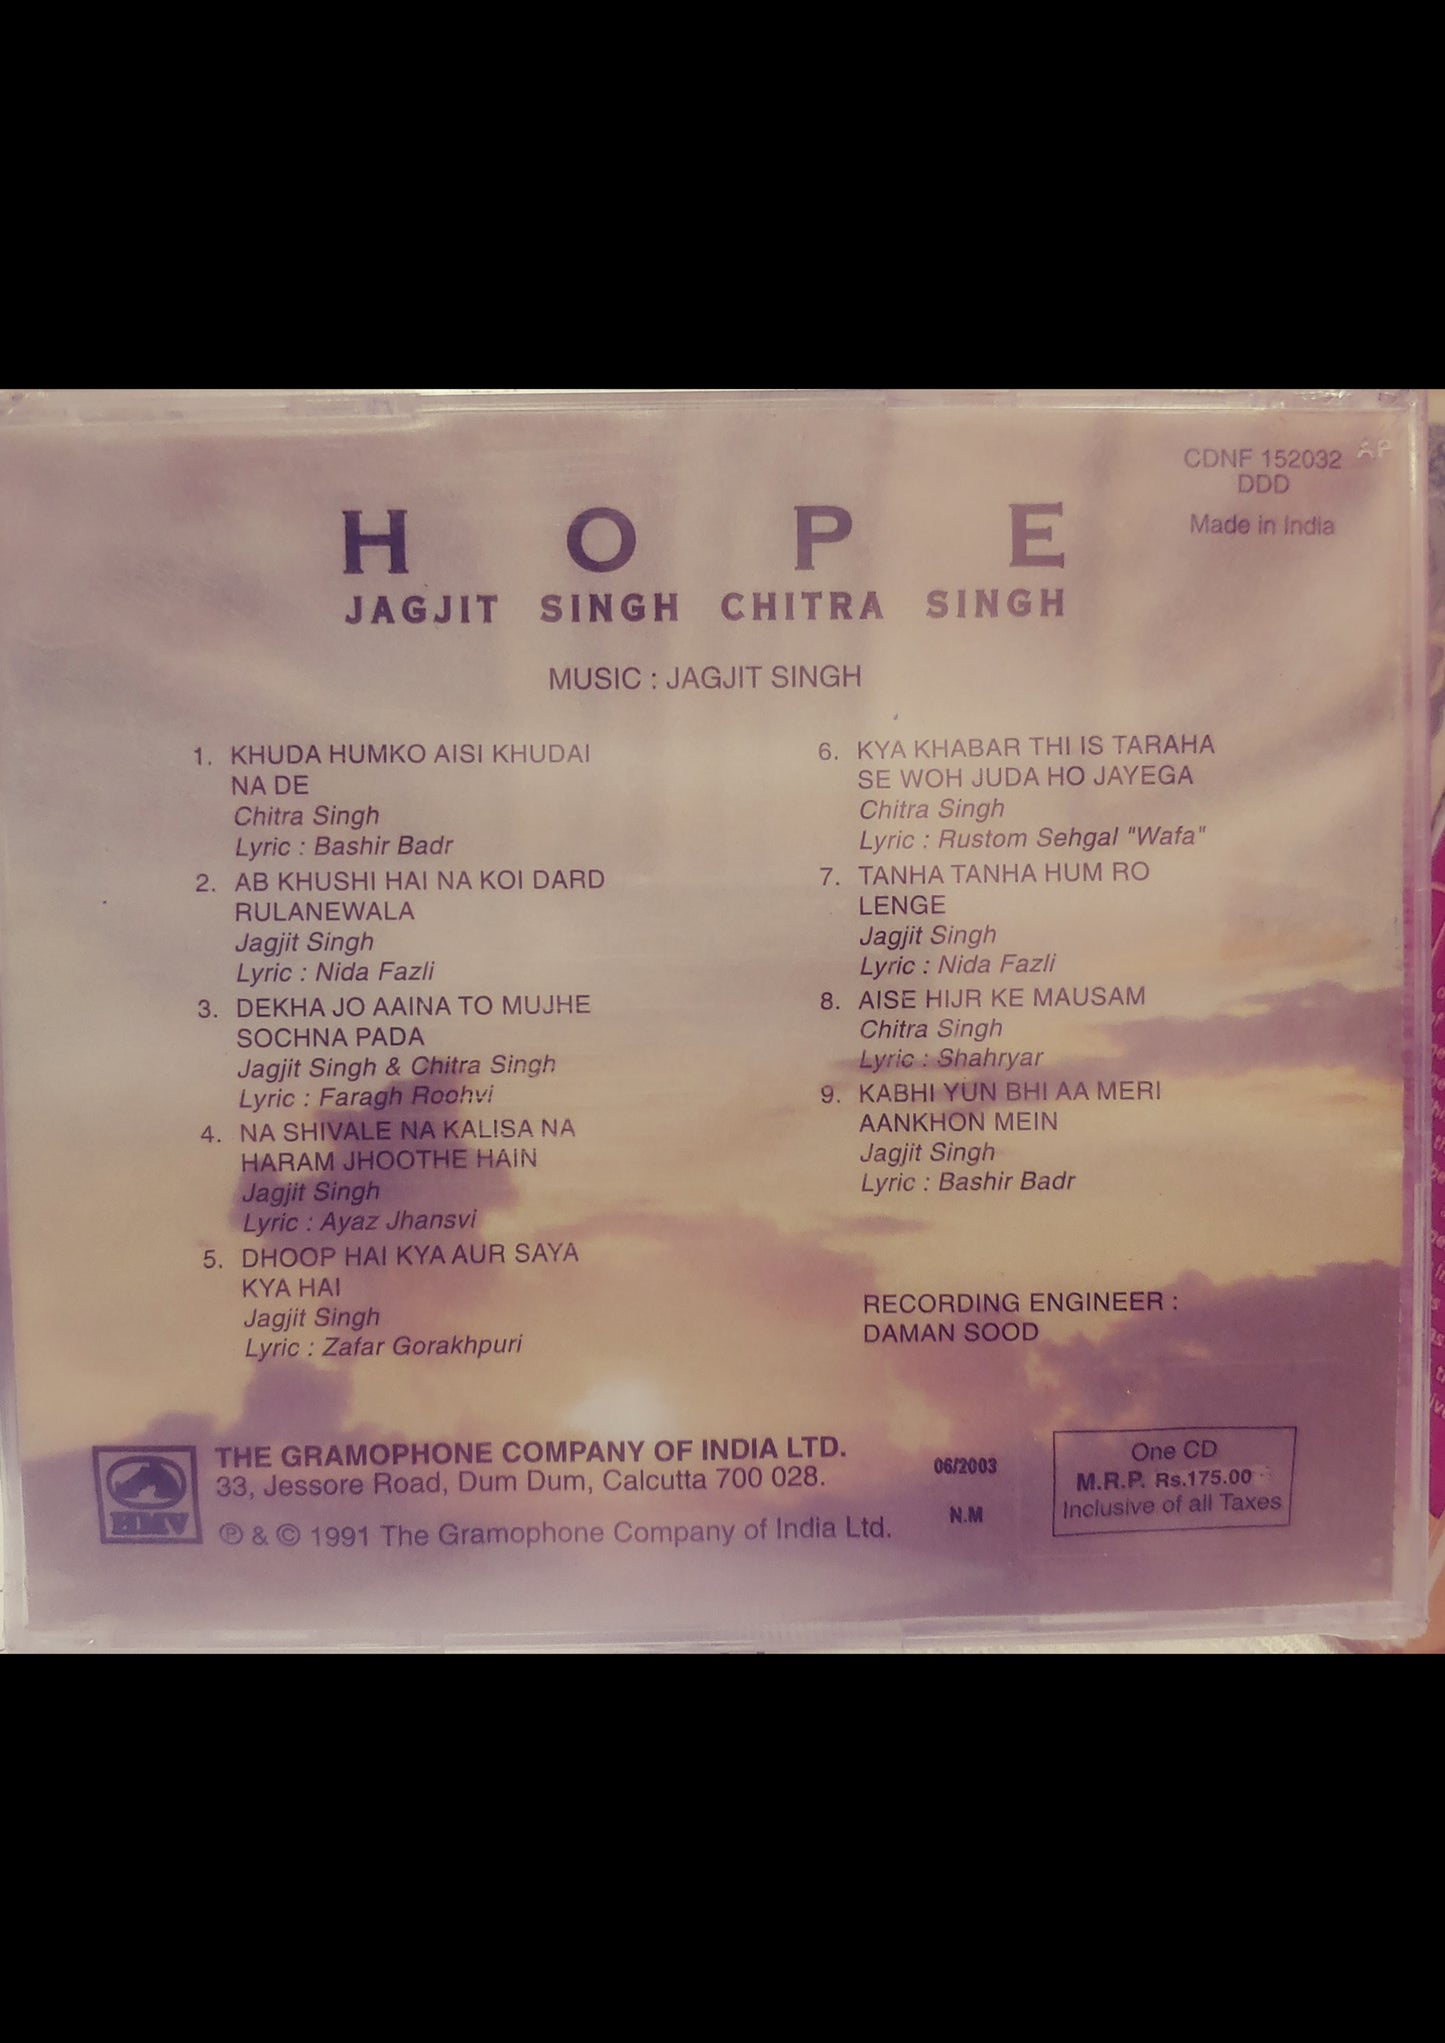 CDNF 152032
DDD
Made in India
HOPE
JAGJIT SINGH CHITRA SINGH
MUSIC : JAGJIT SINGH
1. KHUDA HUMKO AISI KHUDAI
NA DE
Chitra Singh
Lyric : Bashir Badr
2. AB KHUSHI HAI NA KOI DARD
RULANEWALA
Jagjit Singh
Lyric : Nida Fazli
3. DEKHA JO AAINA TO MUJHE
SOCHNA PADA
Jagjit Singh & Chitra Singh
Lyric : Faragh Roohvi
4. NA SHIVALE NA KALISA NA
HARAM JHOOTHE HAIN
Jagjit Singh
Lyric : Ayaz Jhansvi
5. DHOOP HAI KYA AUR SAYA
KYA HAI
Jagjit Singh
Lyric : Zafar Gorakhpuri
6. KYA KHABAR THI IS TARAHA
SE WOH JUDA HO JAYEGA
Chitra Singh
Lyric : Rustom Sehgal "Wafa"
7. TANHA TANHA HUM RO
LENGE
Jagjit Singh
Lyric : Nida Fazli
8. AISE HIJR KE MAUSAM
Chitra Singh
Lyric : Shahryar
9. KABHI YUN BHI AA MERI
AANKHON MEIN
Jagjit Singh
Lyric : Bashir Badr
RECORDING ENGINEER :
DAMAN SOOD
HMV
THE GRAMOPHONE COMPANY OF INDIA LTD.
33, Jessore Road, Dum Dum, Calcutta 700 028.
℗ & © 1991 The Gramophone Company of India Ltd.
06/2003
N.M
One CD
M.R.P. Rs.175.00
Inclusive of all Taxes